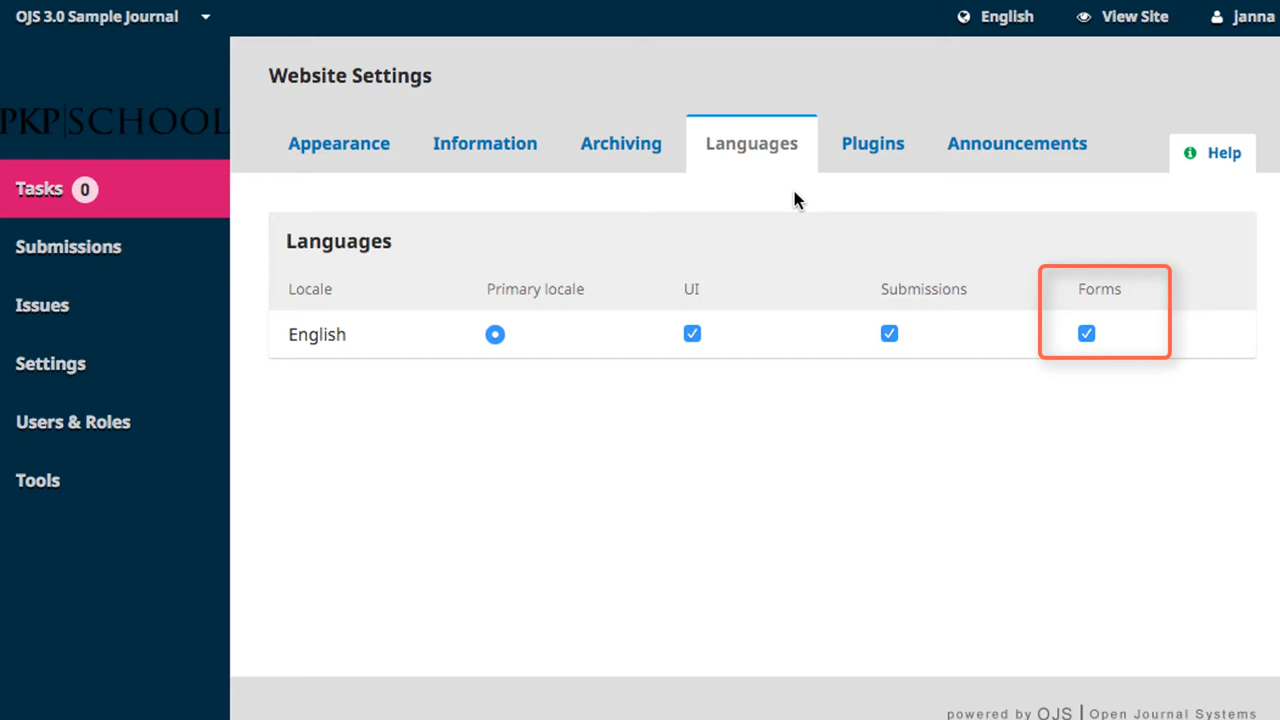 OJS 3.0 Sample Journal English View Site Janna
Website Settings
PKP|SCHOOL
Appearance Information Archiving Languages Plugins Announcements Help
Tasks 0
Submissions
Issues
Settings
Users & Roles
Tools
Languages
Locale Primary locale UI Submissions Forms
English
powered by OJS | Open Journal Systems